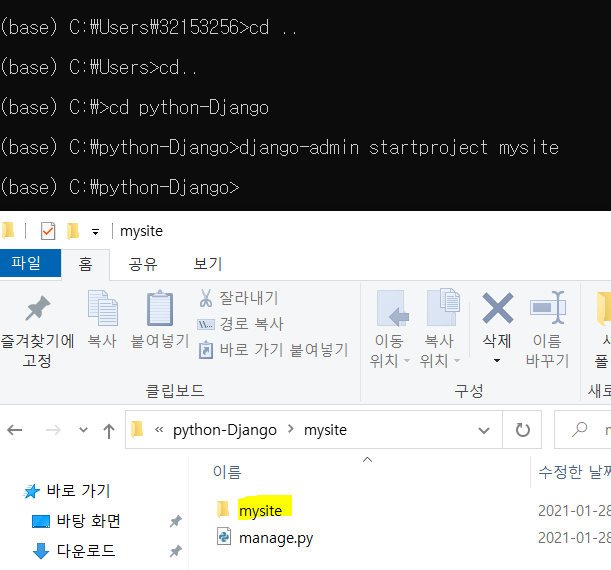 (base) C:₩Users₩32153256>cd ..
(base) C:₩Users>cd..
(base) C:₩>cd python-Django
(base) C:₩python-Django>django-admin startproject mysite
(base) C:₩python-Django>
mysite
파일 홈 공유 보기
즐겨찾기에 고정
복사
붙여넣기
잘라내기
경로 복사
바로 가기 붙여넣기
이동 위치
복사 위치
삭제
이름 바꾸기
클립보드
구성
새로
« python-Django > mysite
이름
수정한 날짜
바로 가기
바탕 화면
다운로드
mysite 2021-01-28
manage.py 2021-01-28